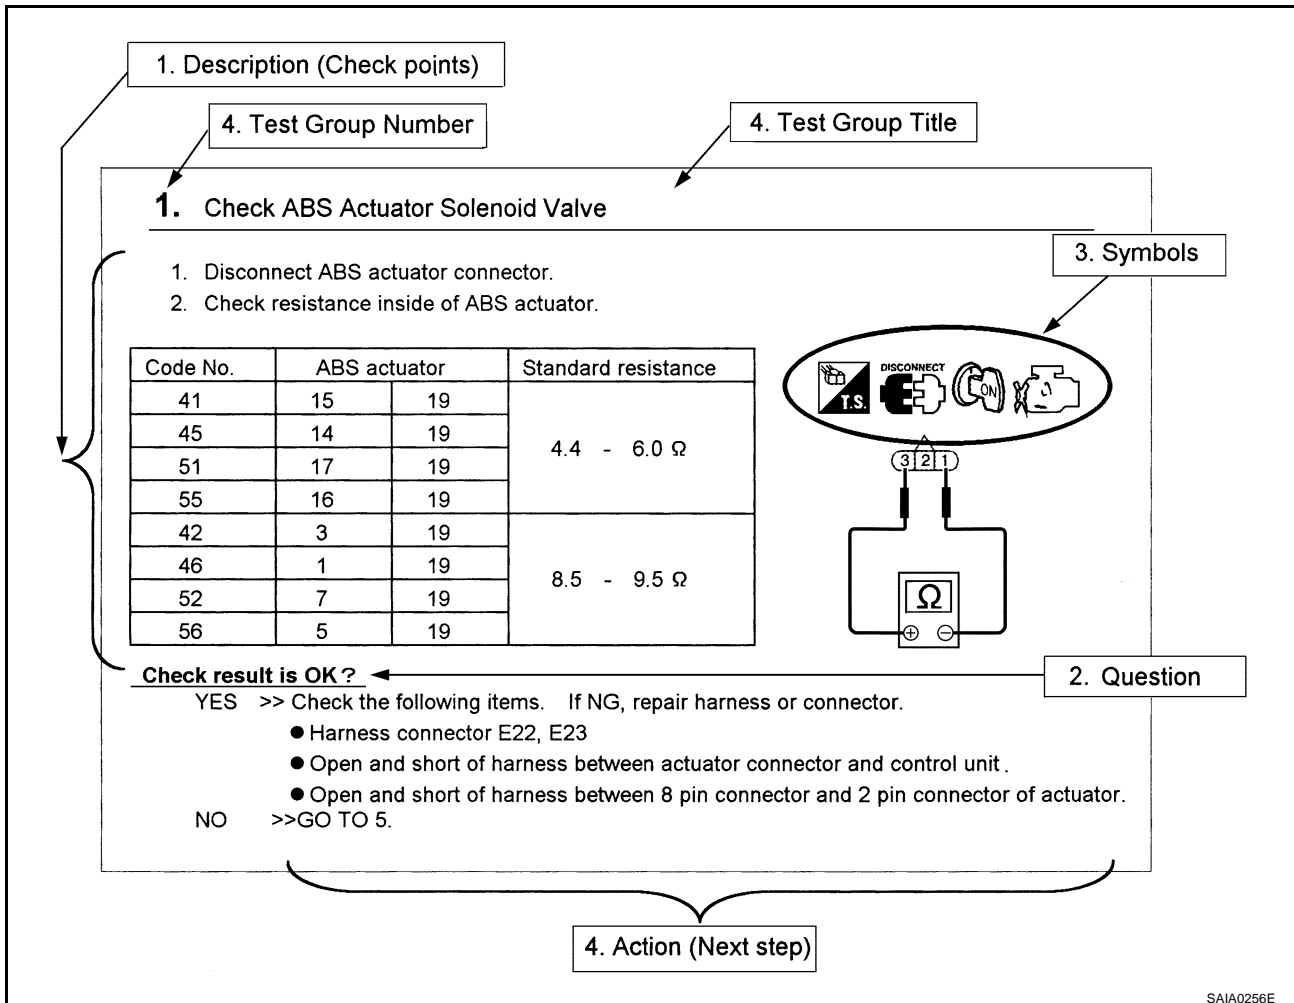 1. Description (Check points)
4. Test Group Number
4. Test Group Title
1. Check ABS Actuator Solenoid Valve
3. Symbols
1. Disconnect ABS actuator connector.
2. Check resistance inside of ABS actuator.
Code No. ABS actuator Standard resistance
41 15 19
45 14 19
4.4 - 6.0 Ω
51 17 19
55 16 19
42 3 19
46 1 19
8.5 - 9.5 Ω
52 7 19
56 5 19
DISCONNECT
T.S.
ON
3 2 1
Ω
⊕ ⊖
Check result is OK?
2. Question
YES >> Check the following items. If NG, repair harness or connector.
● Harness connector E22, E23
● Open and short of harness between actuator connector and control unit.
● Open and short of harness between 8 pin connector and 2 pin connector of actuator.
NO >>GO TO 5.
4. Action (Next step)
SAIA0256E